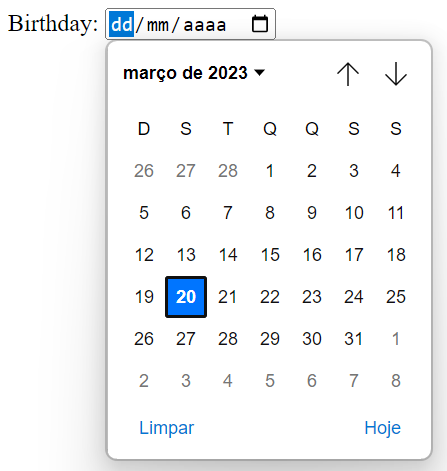 Birthday: dd/mm/aaaa
março de 2023
D S T Q Q S S
26 27 28 1 2 3 4
5 6 7 8 9 10 11
12 13 14 15 16 17 18
19 20 21 22 23 24 25
26 27 28 29 30 31 1
2 3 4 5 6 7 8
Limpar Hoje